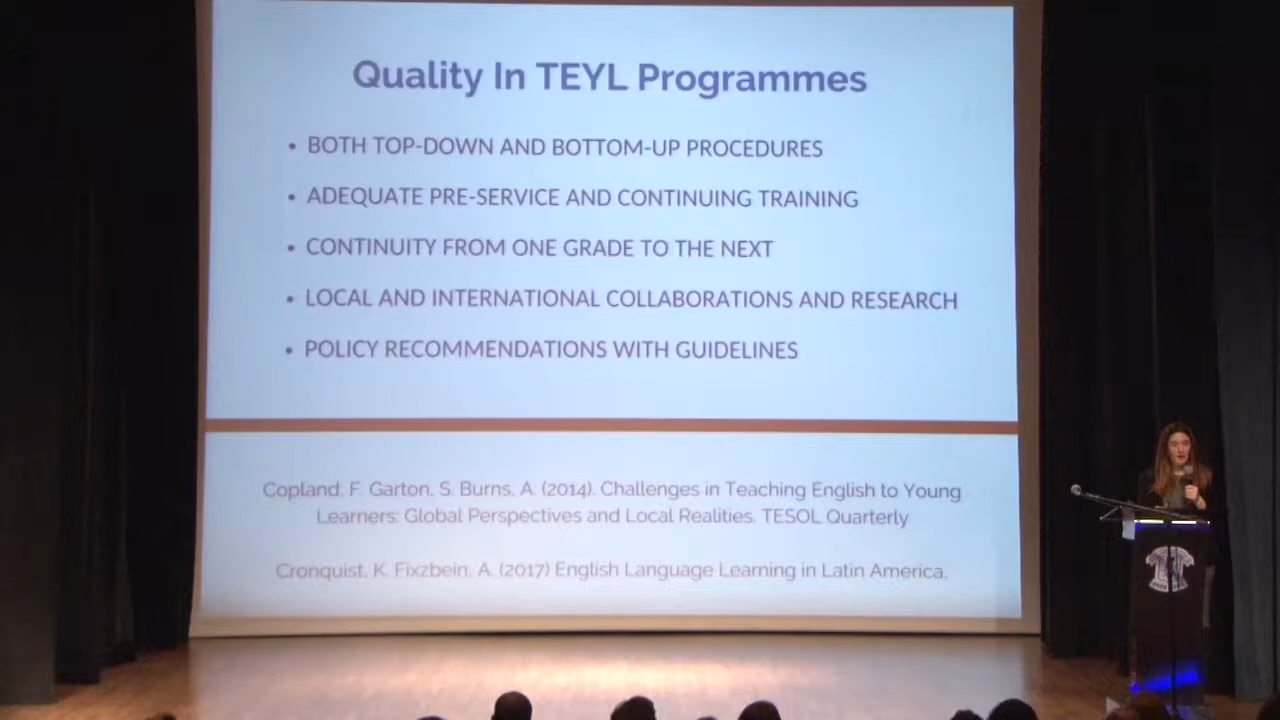 Quality In TEYL Programmes
• BOTH TOP-DOWN AND BOTTOM-UP PROCEDURES
• ADEQUATE PRE-SERVICE AND CONTINUING TRAINING
• CONTINUITY FROM ONE GRADE TO THE NEXT
• LOCAL AND INTERNATIONAL COLLABORATIONS AND RESEARCH
• POLICY RECOMMENDATIONS WITH GUIDELINES
Copland, F. Garton, S. Burns, A. (2014). Challenges in Teaching English to Young
Learners: Global Perspectives and Local Realities. TESOL Quarterly
Cronquist, K. Fixzbein, A. (2017) English Language Learning in Latin America,